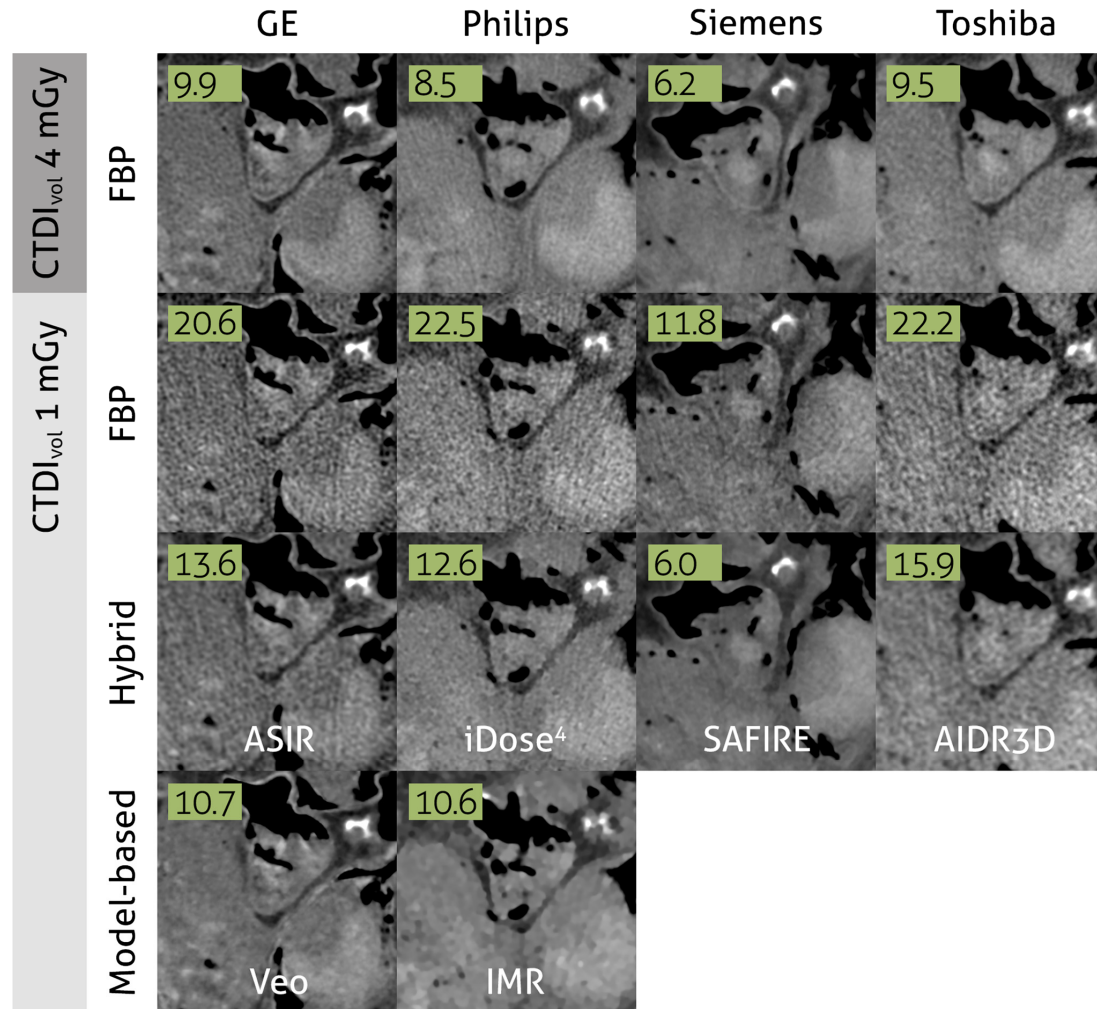 GE Philips Siemens Toshiba
CTDIvol 4 mGy
FBP
9.9 8.5 6.2 9.5
CTDIvol 1 mGy
FBP
20.6 22.5 11.8 22.2
Hybrid
13.6 12.6 6.0 15.9
ASIR iDose⁴ SAFIRE AIDR3D
Model-based
10.7 10.6
Veo IMR